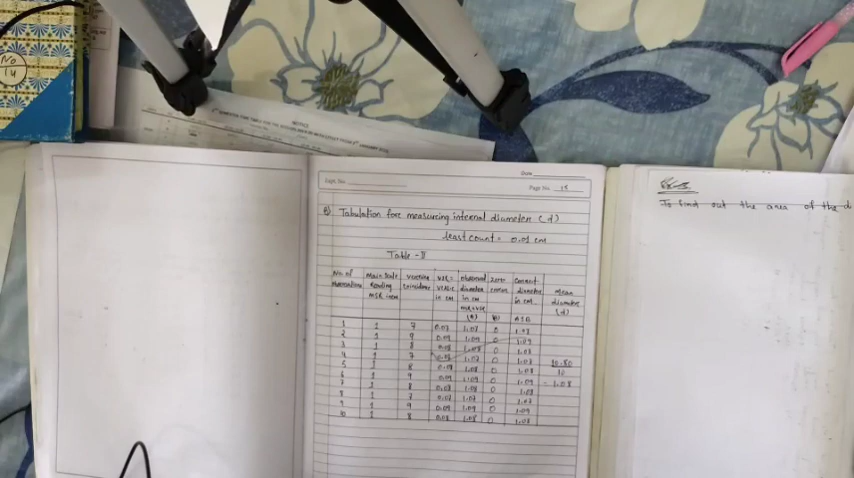 No
14
NOTICE
Date
Expt. No.
Page No. 15
B) Tabulation fore measureing internal diameter (d)
least count = 0.01 cm
Table - II
No of observations | Main Scale Reading MSR in cm | vernier coincidence | VSR = VC×L.C in cm | observed diameter in cm MSR+VSR (A) | zero error (B) | Correct diameter in cm A±B | Mean diameter (d)
1 1 7 0.07 1.07 0 1.07
2 1 9 0.09 1.09 0 1.09
3 1 8 0.08 1.08 0 1.08
4 1 7 1.07 0 1.07 10.80
5 1 8 0.08 1.08 0 1.08 10
6 1 9 0.09 1.09 0 1.09 = 1.08
7 1 8 0.08 1.08 0 1.08
8 1 7 0.07 1.07 0 1.07
9 1 9 0.09 1.09 0 1.09
10 1 8 0.08 1.08 0 1.08
To find out the area of the d